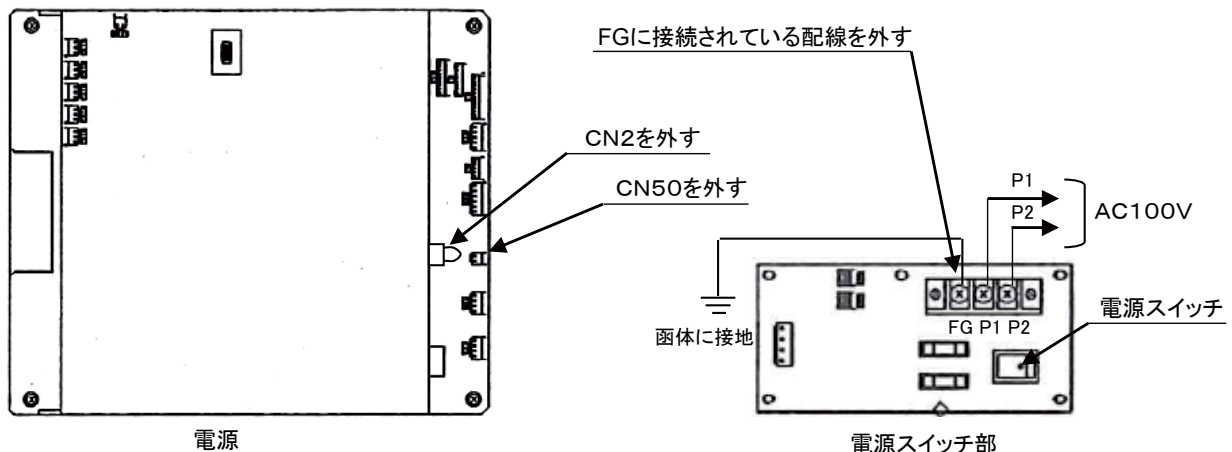 FGに接続されている配線を外す
CN2を外す
CN50を外す
P1
P2
AC100V
電源スイッチ
FG P1 P2
函体に接地
電源
電源スイッチ部